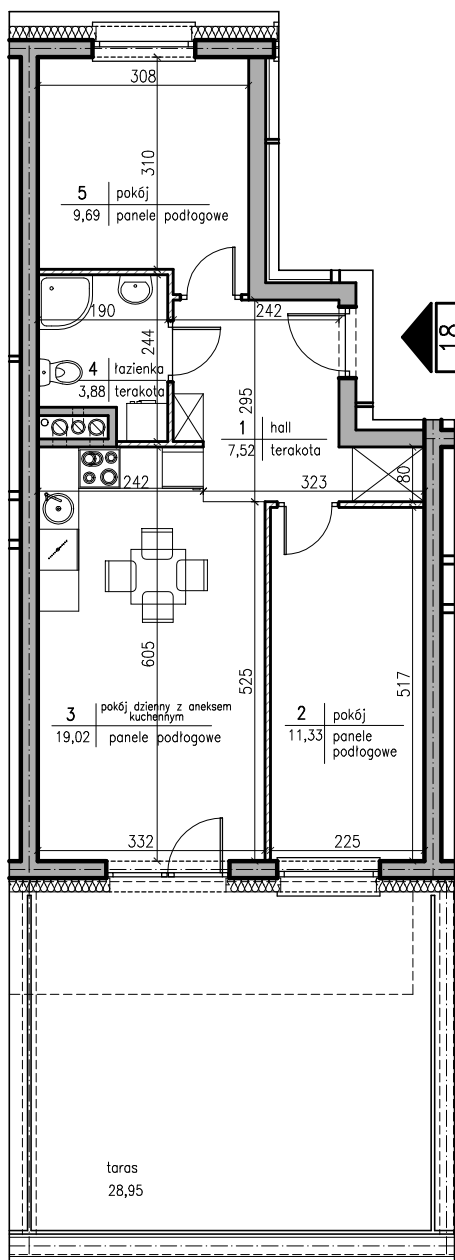 308
310
5 pokój
9,69 panele podłogowe
190
242
244
4 łazienka
3,88 terakota
18
295
1 hall
7,52 terakota
242
323
80
605
525
517
3 pokój dzienny z aneksem
kuchennym
19,02 panele podłogowe
2 pokój
11,33 panele
podłogowe
332
225
taras
28,95